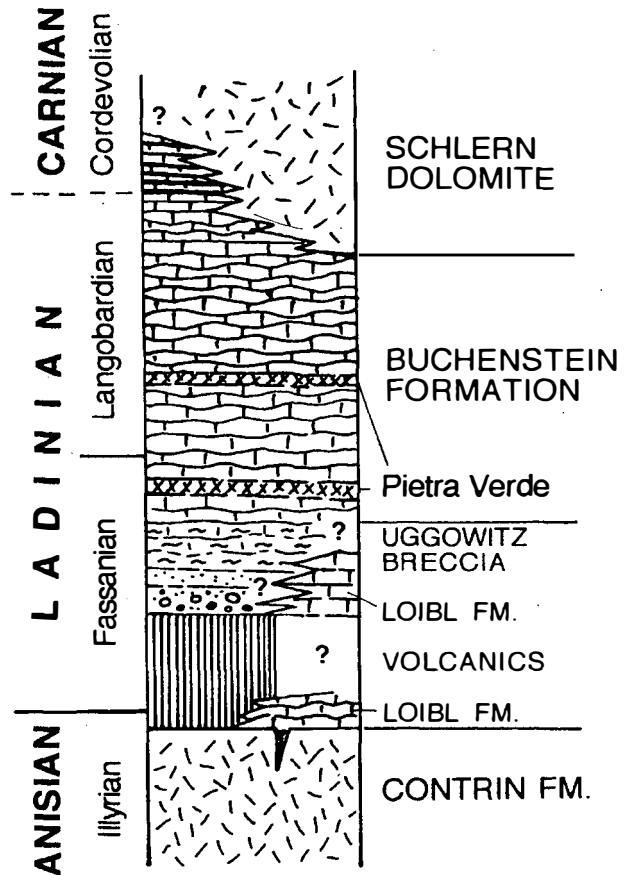 CARNIAN
Cordevolian
LADINIAN
Langobardian
Fassanian
ANISIAN
Illyrian
?
?
?
?
SCHLERN
DOLOMITE
BUCHENSTEIN
FORMATION
Pietra Verde
UGGOWITZ
BRECCIA
LOIBL FM.
VOLCANICS
LOIBL FM.
CONTRIN FM.